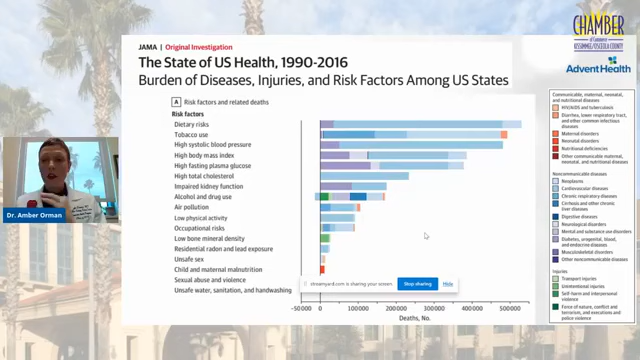 CHAMBER
KISSIMMEE/OSCEOLA COUNTY
AdventHealth
JAMA | Original Investigation
The State of US Health, 1990-2016
Burden of Diseases, Injuries, and Risk Factors Among US States
A Risk factors and related deaths
Risk factors
Dietary risks
Tobacco use
High systolic blood pressure
High body mass index
High fasting plasma glucose
High total cholesterol
Impaired kidney function
Alcohol and drug use
Air pollution
Low physical activity
Occupational risks
Low bone mineral density
Residential radon and lead exposure
Unsafe sex
Child and maternal malnutrition
Sexual abuse and violence
Unsafe water, sanitation, and handwashing
-50000 0 100000 200000 300000 400000 500000
Deaths, No.
streamyard.com is sharing your screen. Stop sharing Hide
Communicable, maternal, neonatal, and nutritional diseases
HIV/AIDS and tuberculosis
Diarrhea, lower respiratory tract, and other common infectious diseases
Maternal disorders
Neonatal disorders
Nutritional deficiencies
Other communicable maternal, neonatal, and nutritional diseases
Noncommunicable diseases
Neoplasms
Cardiovascular diseases
Chronic respiratory diseases
Cirrhosis and other chronic liver diseases
Digestive diseases
Neurological disorders
Mental and substance use disorders
Diabetes, urogenital, blood, and endocrine diseases
Musculoskeletal disorders
Other noncommunicable diseases
Injuries
Transport injuries
Unintentional injuries
Self-harm and interpersonal violence
Force of nature, conflict and terrorism, and executions and police violence
Dr. Amber Orman